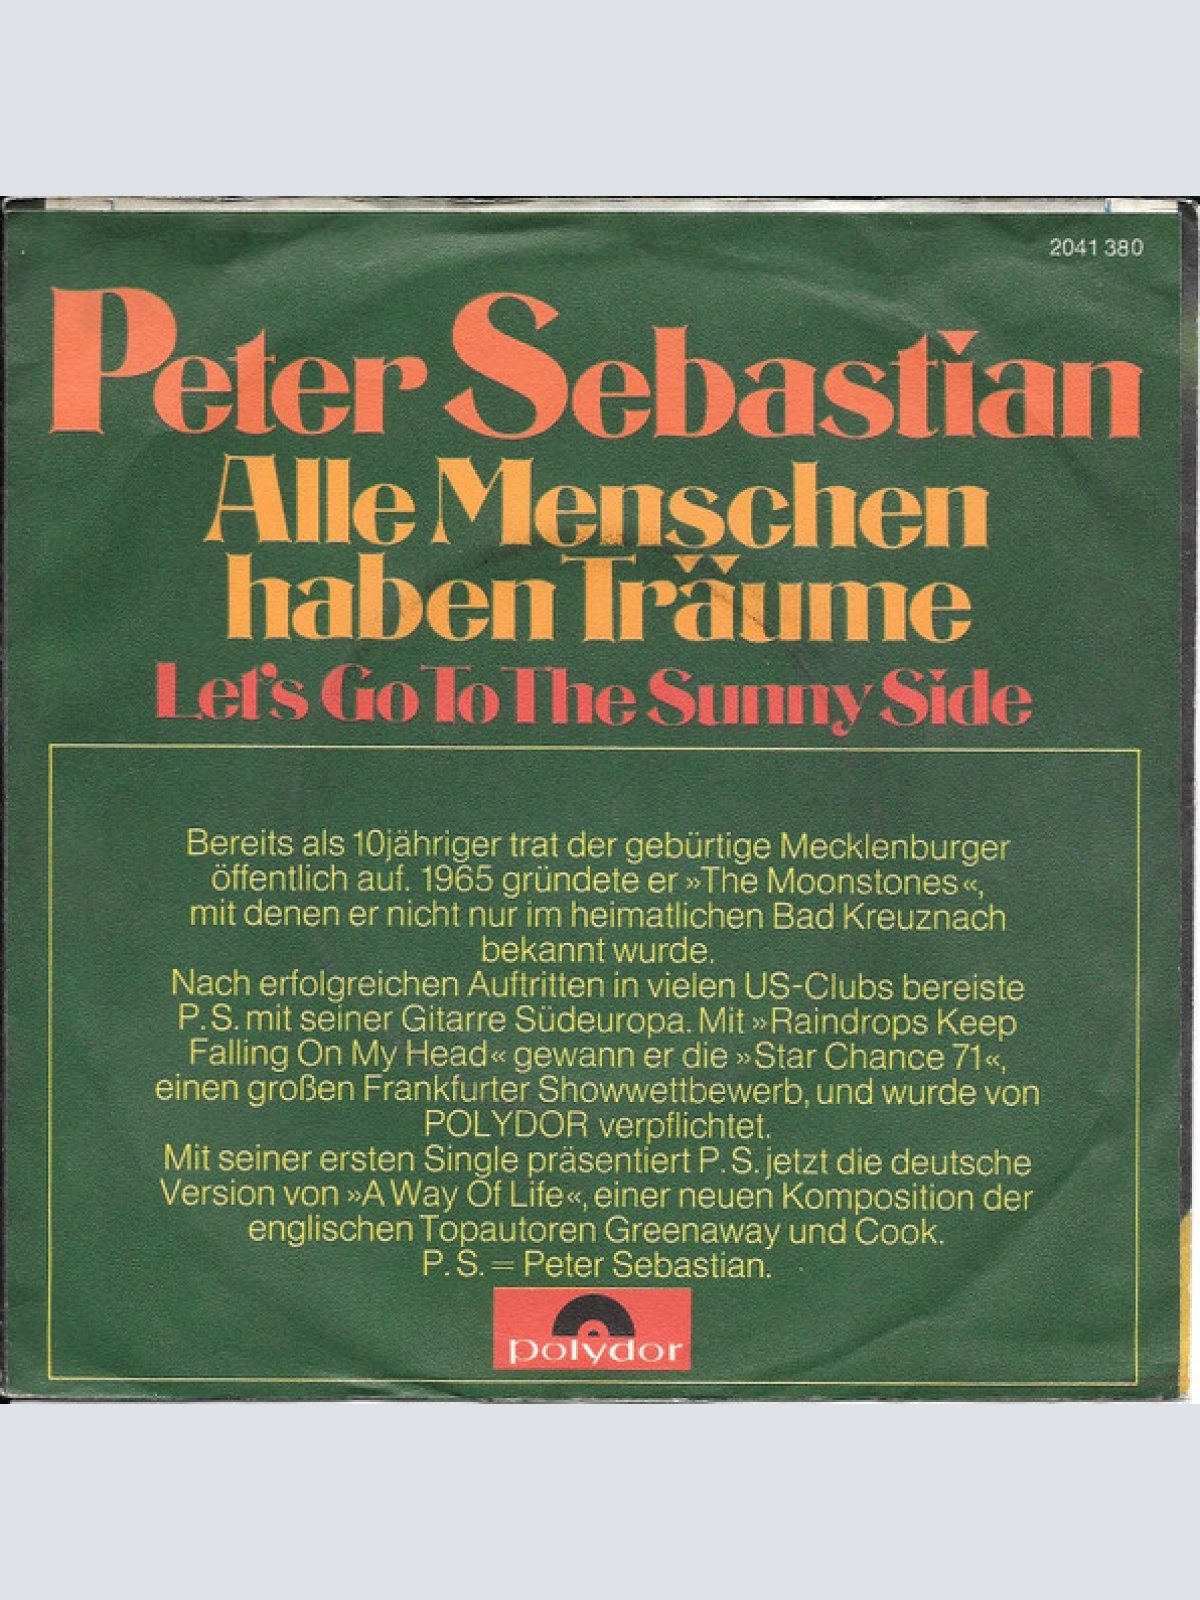 2041 380
Peter Sebastian
Alle Menschen
haben Träume
Let's Go To The Sunny Side
Bereits als 10jähriger trat der gebürtige Mecklenburger
öffentlich auf. 1965 gründete er »The Moonstones«,
mit denen er nicht nur im heimatlichen Bad Kreuznach
bekannt wurde.
Nach erfolgreichen Auftritten in vielen US-Clubs bereiste
P.S. mit seiner Gitarre Südeuropa. Mit »Raindrops Keep
Falling On My Head« gewann er die »Star Chance 71«,
einen großen Frankfurter Showwettbewerb, und wurde von
POLYDOR verpflichtet.
Mit seiner ersten Single präsentiert P.S. jetzt die deutsche
Version von »A Way Of Life«, einer neuen Komposition der
englischen Topautoren Greenaway und Cook.
P.S. = Peter Sebastian.
polydor